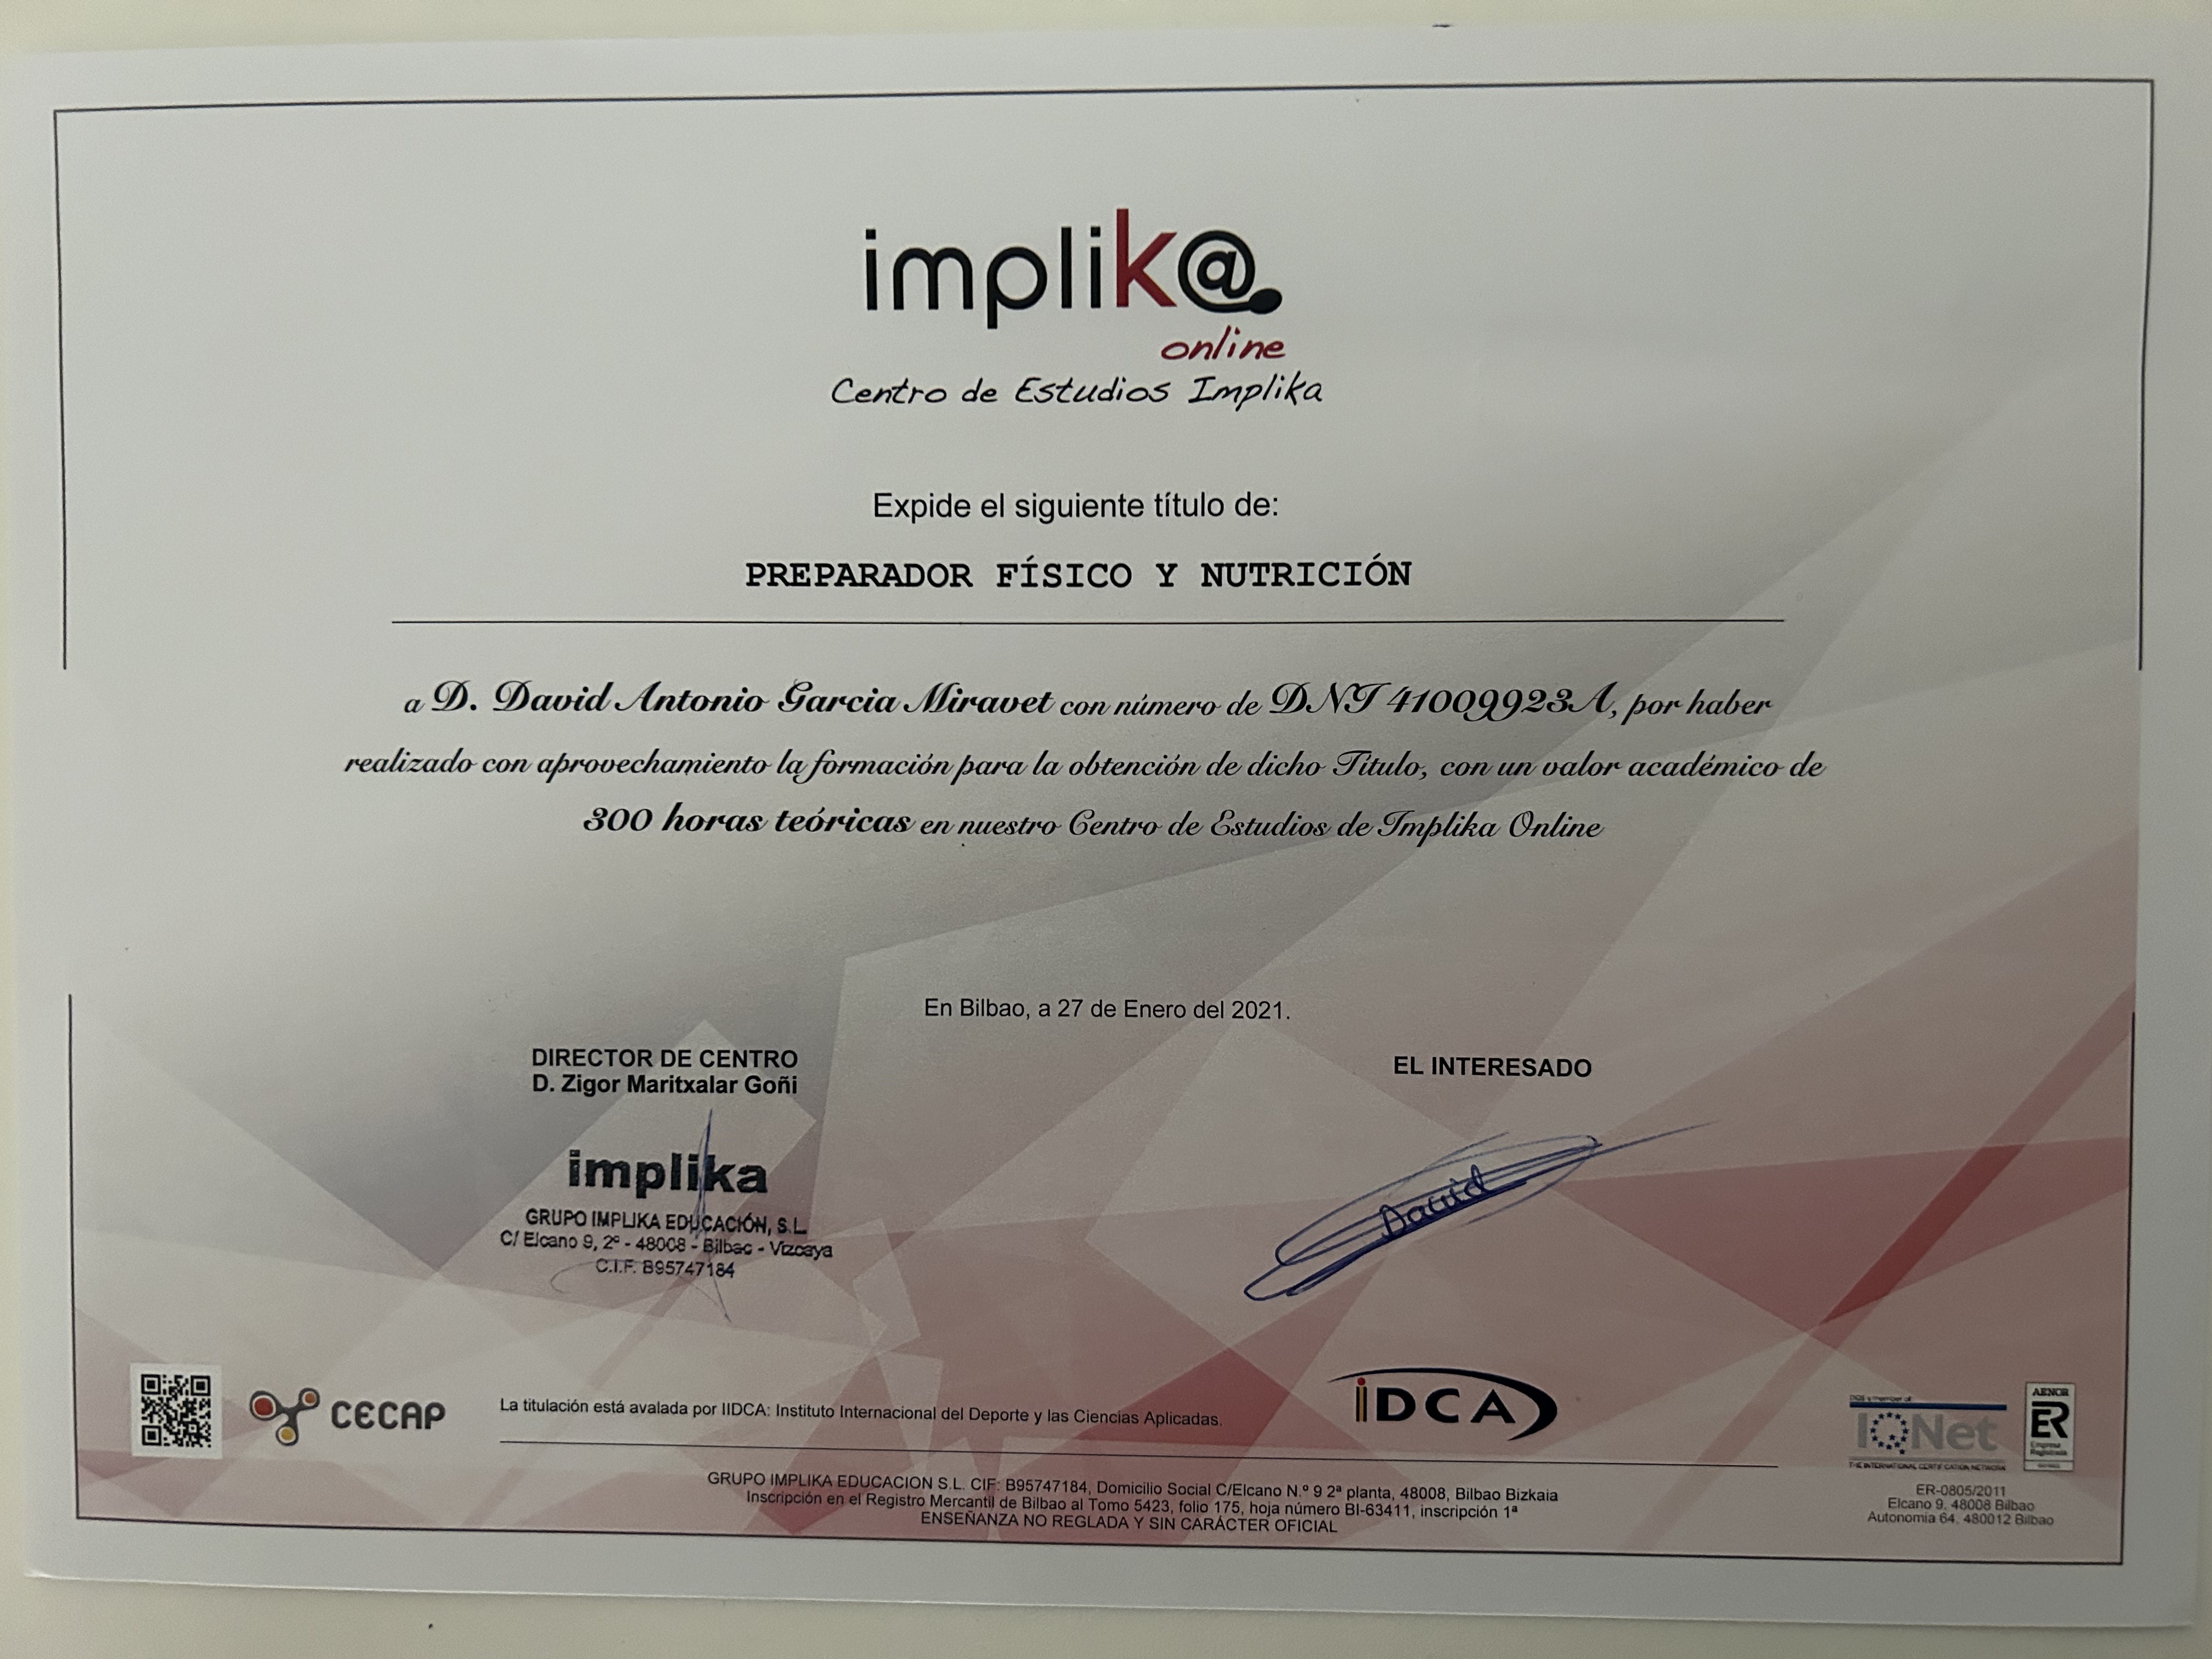 implik@
online
Centro de Estudios Implika
Expide el siguiente título de:
PREPARADOR FÍSICO Y NUTRICIÓN
a D. David Antonio Garcia Miravet con número de DNI 41009923A, por haber
realizado con aprovechamiento la formación para la obtención de dicho Título, con un valor académico de
300 horas teóricas en nuestro Centro de Estudios de Implika Online
En Bilbao, a 27 de Enero del 2021.
DIRECTOR DE CENTRO
D. Zigor Maritxalar Goñi
EL INTERESADO
implika
GRUPO IMPLIKA EDUCACIÓN, S.L.
C/ Elcano 9, 2º - 48008 - Bilbao - Vizcaya
C.I.F. B95747184
David
CECAP
La titulación está avalada por IIDCA: Instituto Internacional del Deporte y las Ciencias Aplicadas.
iDCA
IQNet
THE INTERNATIONAL CERTIFICATION NETWORK
AENOR
ER
Empresa
Registrada
GRUPO IMPLIKA EDUCACION S.L. CIF: B95747184, Domicilio Social C/Elcano N.º 9 2ª planta, 48008, Bilbao Bizkaia
Inscripción en el Registro Mercantil de Bilbao al Tomo 5423, folio 175, hoja número BI-63411, inscripción 1ª
ENSEÑANZA NO REGLADA Y SIN CARÁCTER OFICIAL
ER-0805/2011
Elcano 9, 48008 Bilbao
Autonomia 64, 480012 Bilbao